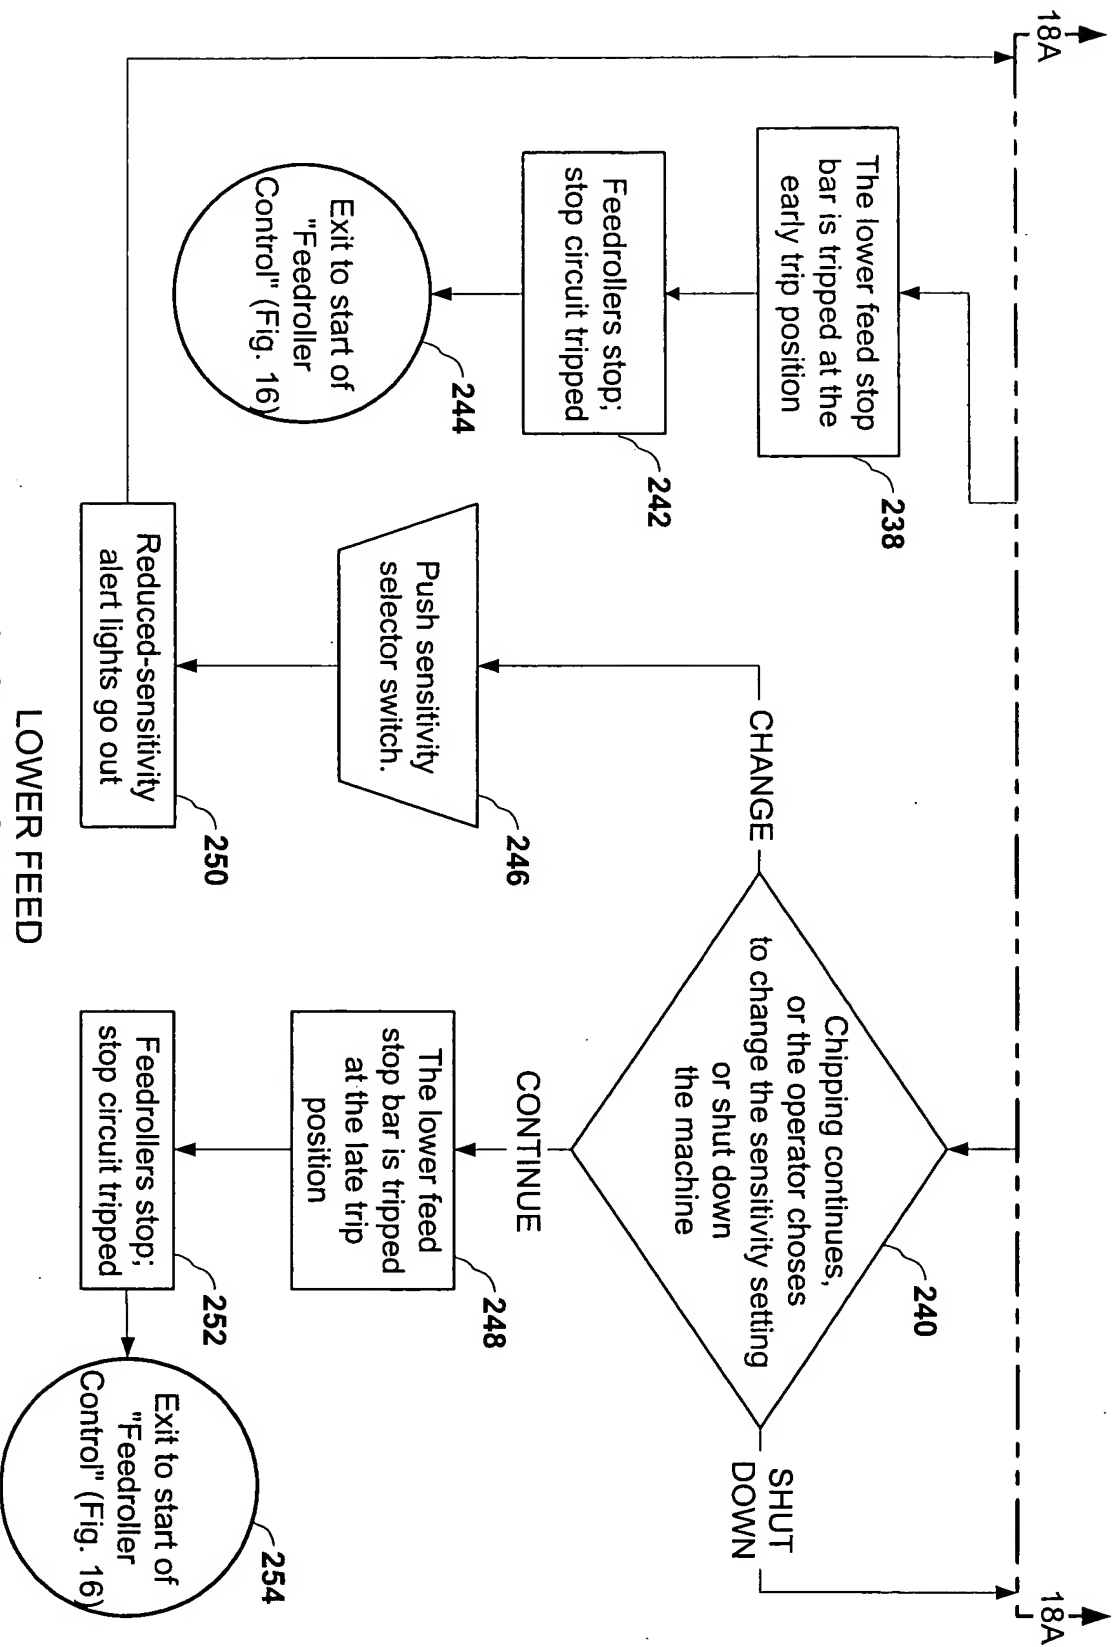 18A
18A
The lower feed stop
bar is tripped at the
early trip position
238
Feedrollers stop;
stop circuit tripped
242
Exit to start of
"Feedroller
Control" (Fig. 16)
244
Chipping continues,
or the operator choses
to change the sensitivity setting
or shut down
the machine
240
CHANGE
CONTINUE
SHUT
DOWN
Push sensitivity
selector switch.
246
Reduced-sensitivity
alert lights go out
250
The lower feed
stop bar is tripped
at the late trip
position
248
Feedrollers stop;
stop circuit tripped
252
Exit to start of
"Feedroller
Control" (Fig. 16)
254
LOWER FEED